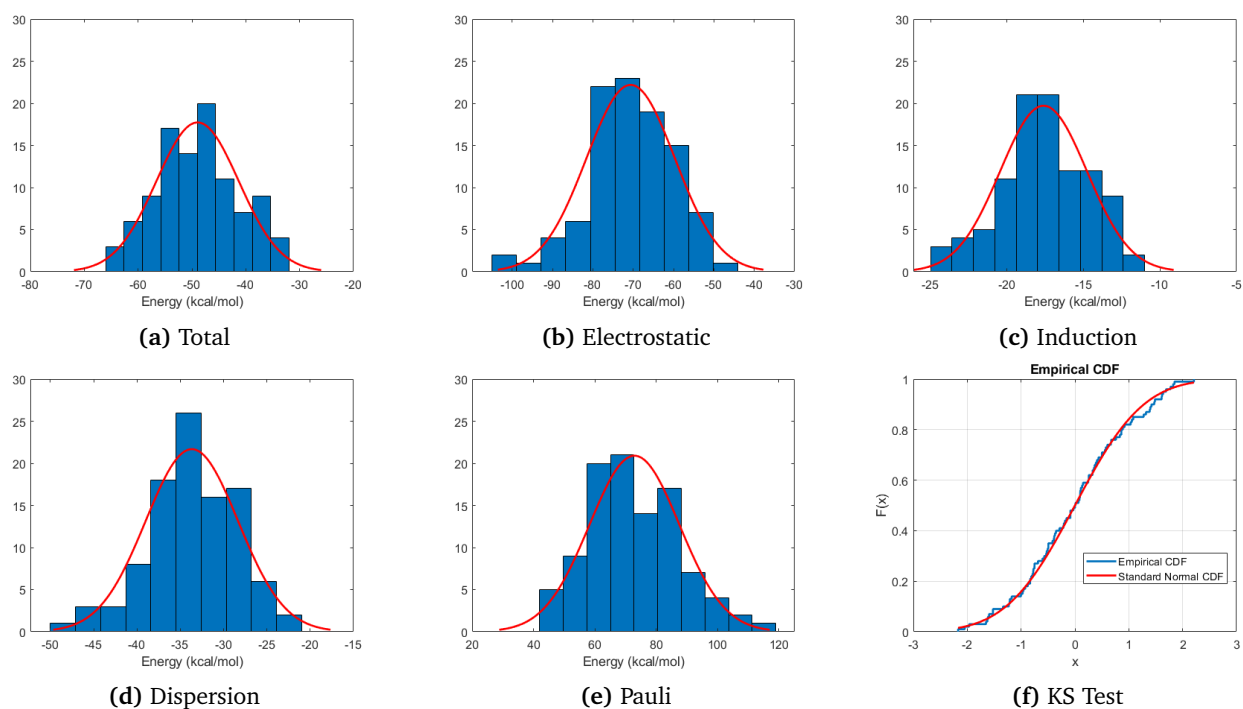 30
25
20
15
10
5
0
-80 -70 -60 -50 -40 -30 -20
Energy (kcal/mol)
(a) Total
30
25
20
15
10
5
0
-100 -90 -80 -70 -60 -50 -40 -30
Energy (kcal/mol)
(b) Electrostatic
30
25
20
15
10
5
0
-25 -20 -15 -10 -5
Energy (kcal/mol)
(c) Induction
30
25
20
15
10
5
0
-50 -45 -40 -35 -30 -25 -20 -15
Energy (kcal/mol)
(d) Dispersion
30
25
20
15
10
5
0
20 40 60 80 100 120
Energy (kcal/mol)
(e) Pauli
Empirical CDF
1
0.8
0.6
0.4
0.2
0
F(x)
Empirical CDF
Standard Normal CDF
-3 -2 -1 0 1 2 3
x
(f) KS Test